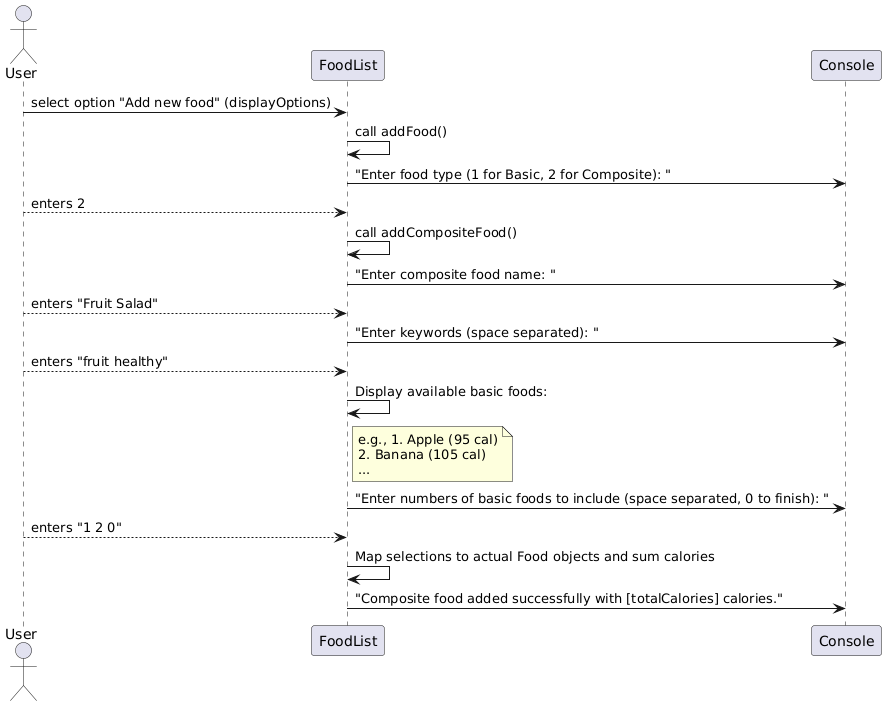 User
FoodList
Console
select option "Add new food" (displayOptions)
call addFood()
"Enter food type (1 for Basic, 2 for Composite): "
enters 2
call addCompositeFood()
"Enter composite food name: "
enters "Fruit Salad"
"Enter keywords (space separated): "
enters "fruit healthy"
Display available basic foods:
e.g., 1. Apple (95 cal)
2. Banana (105 cal)
...
"Enter numbers of basic foods to include (space separated, 0 to finish): "
enters "1 2 0"
Map selections to actual Food objects and sum calories
"Composite food added successfully with [totalCalories] calories."
User
FoodList
Console